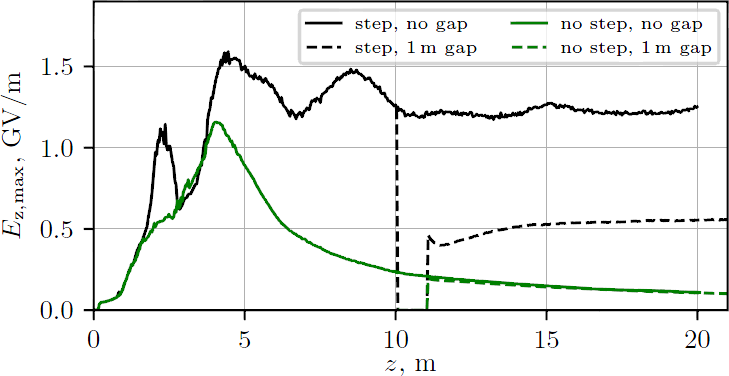 step, no gap
no step, no gap
step, 1 m gap
no step, 1 m gap
1.5
1.0
0.5
0.0
E_z,max, GV/m
0 5 10 15 20
z, m